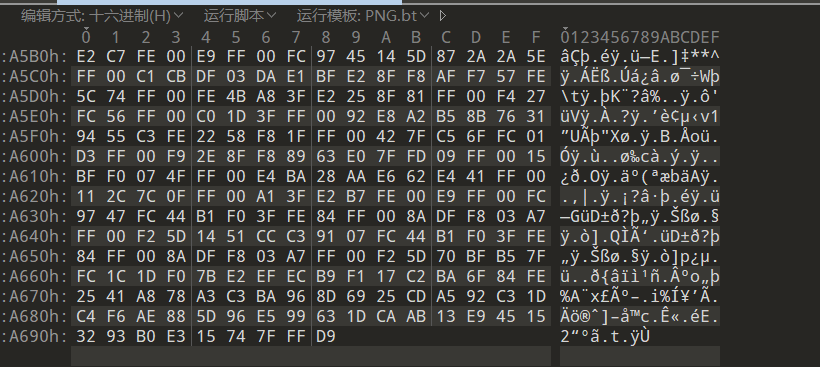 编辑方式: 十六进制(H) 运行脚本 运行模板: PNG.bt
0 1 2 3 4 5 6 7 8 9 A B C D E F 0123456789ABCDEF
:A5B0h: E2 C7 FE 00 E9 FF 00 FC 97 45 14 5D 87 2A 2A 5E âÇþ.éÿ.ü—E.]‡**^
:A5C0h: FF 00 C1 CB DF 03 DA E1 BF E2 8F F8 AF F7 57 FE ÿ.ÁËß.Úá¿â.ø¯÷Wþ
:A5D0h: 5C 74 FF 00 FE 4B A8 3F E2 25 8F 81 FF 00 F4 27 \tÿ.þK¨?â%..ÿ.ô'
:A5E0h: FC 56 FF 00 C0 1D 3F FF 00 92 E8 A2 B5 8B 76 31 üVÿ.À.?ÿ.’è¢µ‹v1
:A5F0h: 94 55 C3 FE 22 58 F8 1F FF 00 42 7F C5 6F FC 01 ”UÃþ"Xø.ÿ.B.Åoü.
:A600h: D3 FF 00 F9 2E 8F F8 89 63 E0 7F FD 09 FF 00 15 Óÿ.ù..ø‰cà.ý.ÿ..
:A610h: BF F0 07 4F FF 00 E4 BA 28 AA E6 62 E4 41 FF 00 ¿ð.Oÿ.äº(ªæbäAÿ.
:A620h: 11 2C 7C 0F FF 00 A1 3F E2 B7 FE 00 E9 FF 00 FC .,|.ÿ.¡?â·þ.éÿ.ü
:A630h: 97 47 FC 44 B1 F0 3F FE 84 FF 00 8A DF F8 03 A7 —GüD±ð?þ„ÿ.Šßø.§
:A640h: FF 00 F2 5D 14 51 CC C3 91 07 FC 44 B1 F0 3F FE ÿ.ò].QÌÃ‘.üD±ð?þ
:A650h: 84 FF 00 8A DF F8 03 A7 FF 00 F2 5D 70 BF B5 7F „ÿ.Šßø.§ÿ.ò]p¿µ.
:A660h: FC 1C 1D F0 7B E2 EF EC B9 F1 17 C2 BA 6F 84 FE ü..ð{âïì¹ñ.Âºo„þ
:A670h: 25 41 A8 78 A3 C3 BA 96 8D 69 25 CD A5 92 C3 1D %A¨x£Ãº–.i%Í¥’Ã.
:A680h: C4 F6 AE 88 5D 96 E5 99 63 1D CA AB 13 E9 45 15 Äö®ˆ]–å™c.Ê«.éE.
:A690h: 32 93 B0 E3 15 74 7F FF D9 2“°ã.t.ÿÙ